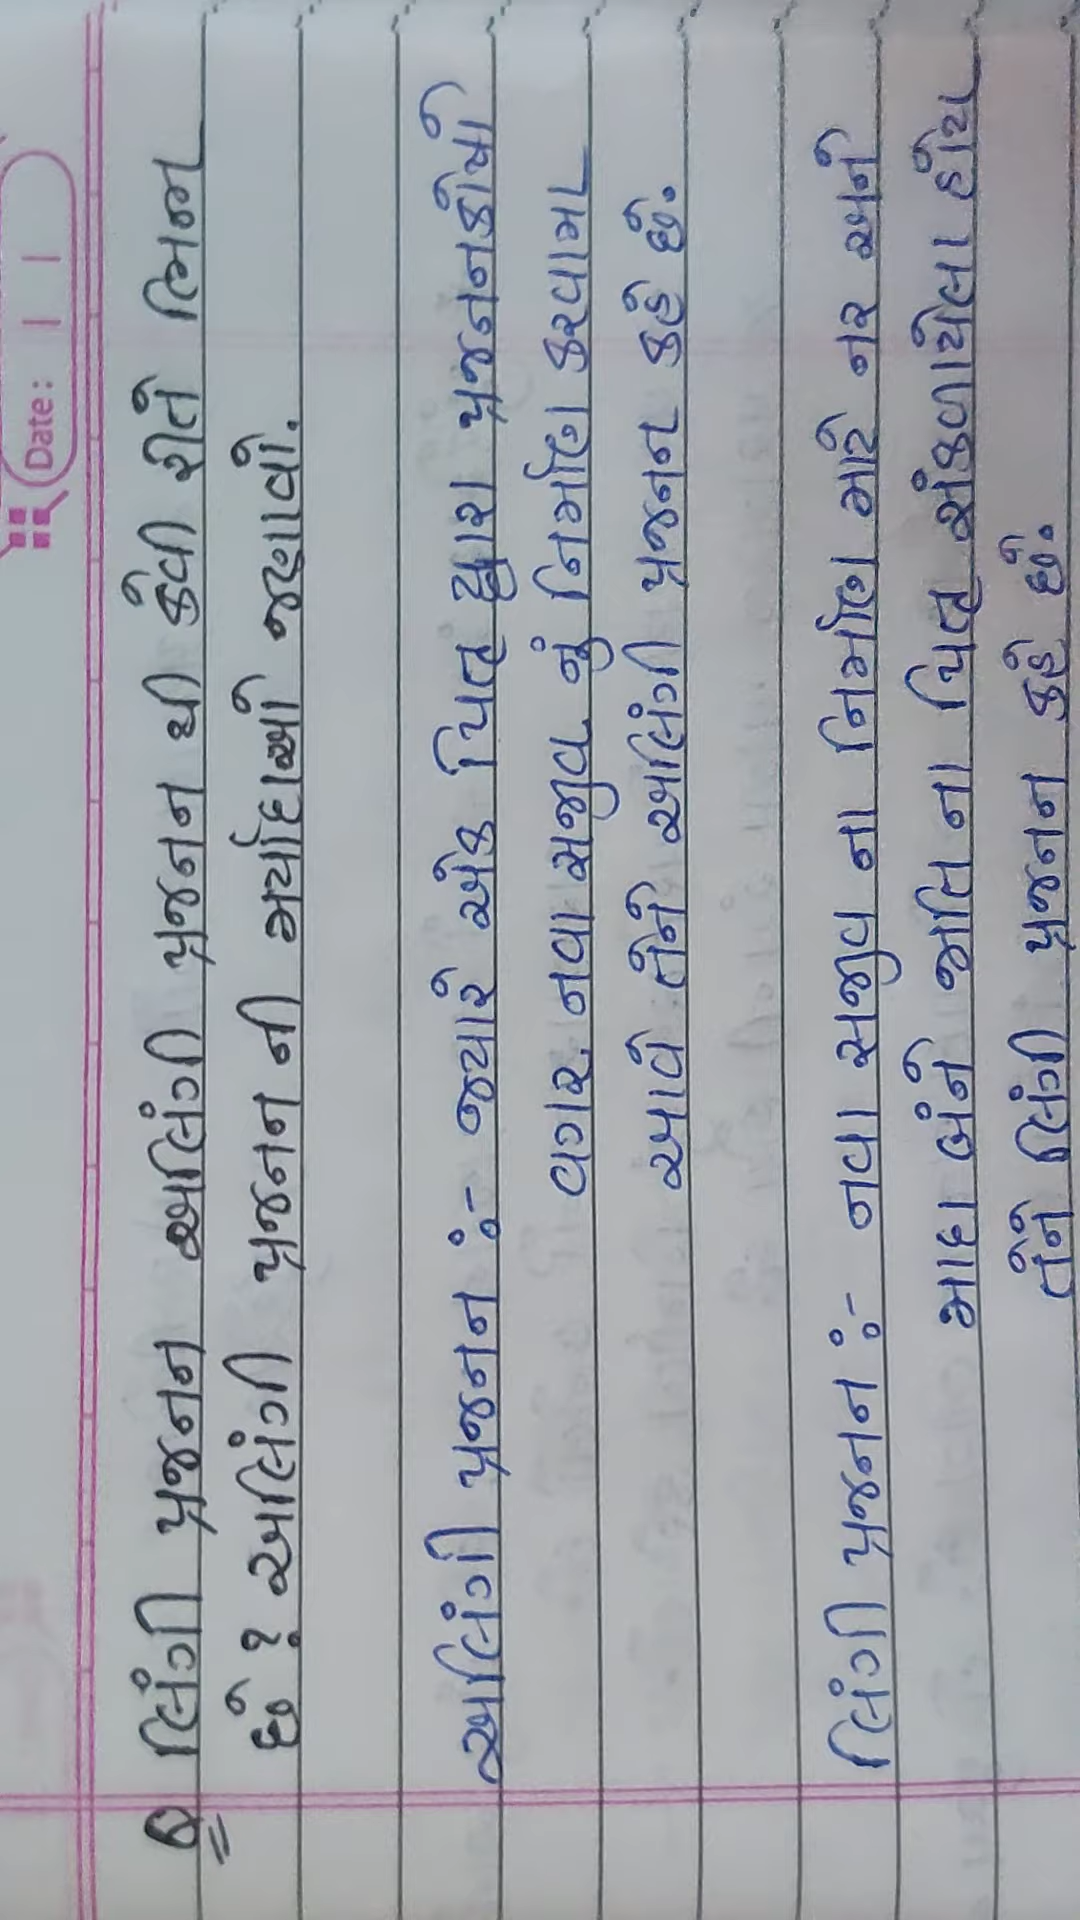 Date: / /
Q લિંગી પ્રજનન અલિંગી પ્રજનન થી કેવી રીતે ભિન્ન
છે ? અલિંગી પ્રજનન ની મર્યાદાઓ જણાવો.
અલિંગી પ્રજનન :- જ્યારે એક પિતૃ દ્વારા પ્રજનનકોષો
વગર નવા સજીવ નું નિર્માણ કરવામા
આવે તેને અલિંગી પ્રજનન કહે છે.
લિંગી પ્રજનન :- નવા સજીવ ના નિર્માણ માટે નર અને
માદા બંને જાતિ ના પિતૃ સંકળાયેલા હોય
તેને લિંગી પ્રજનન કહે છે.